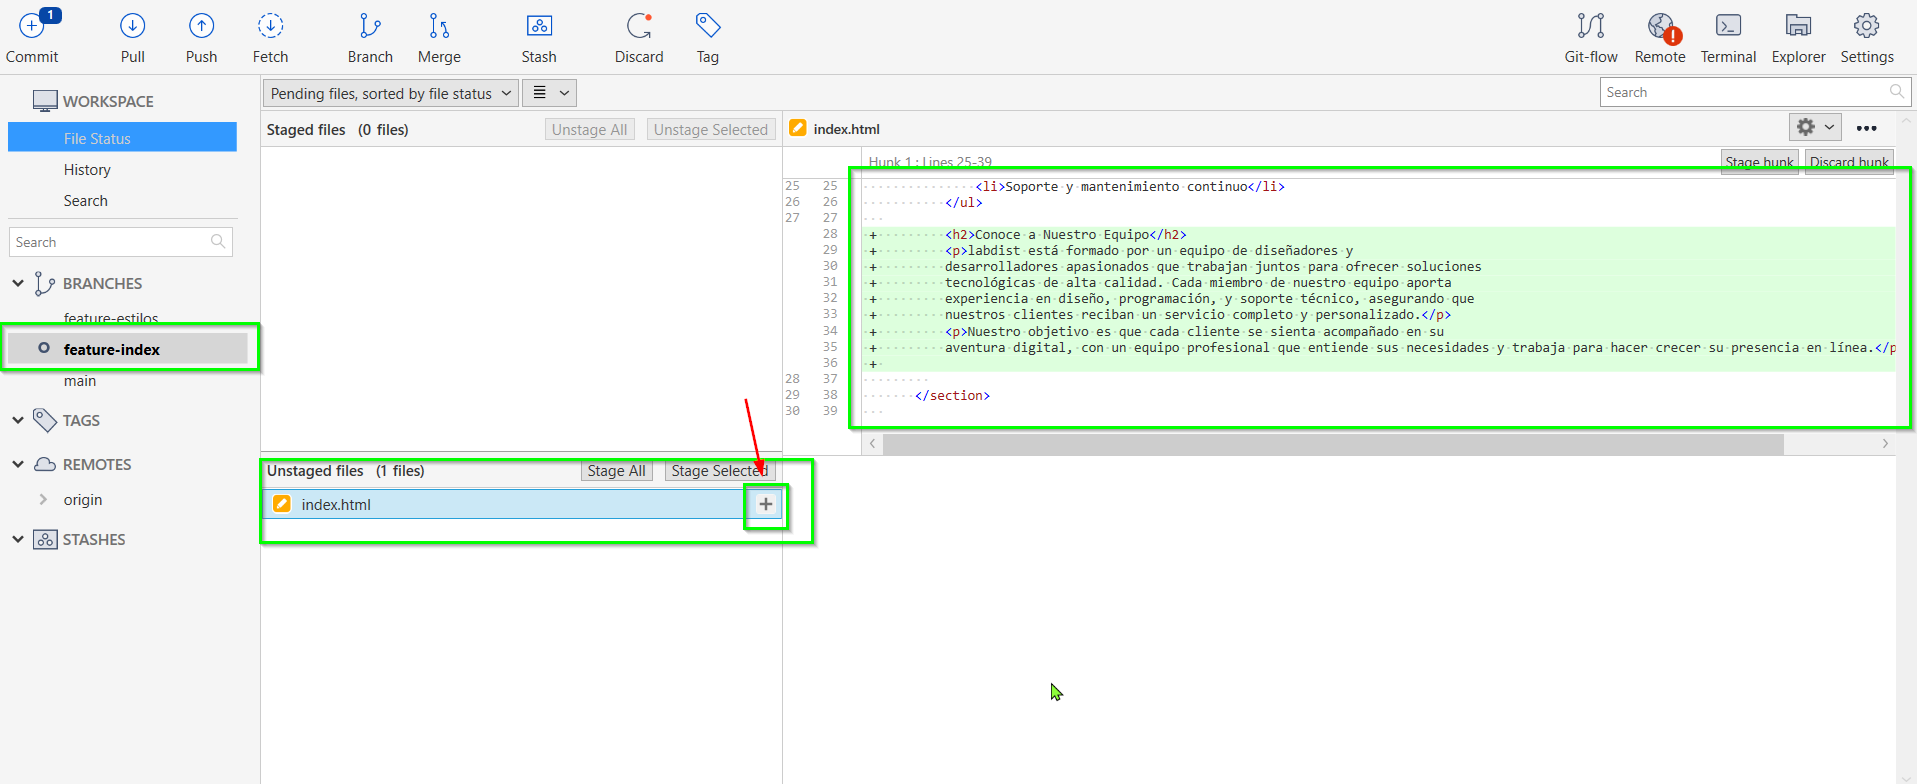 1
Commit Pull Push Fetch Branch Merge Stash Discard Tag Git-flow Remote Terminal Explorer Settings
WORKSPACE
File Status
History
Search
Search
BRANCHES
feature-estilos
feature-index
main
TAGS
REMOTES
origin
STASHES
Pending files, sorted by file status
Search
Staged files (0 files) Unstage All Unstage Selected
Unstaged files (1 files) Stage All Stage Selected
index.html
index.html
Hunk 1 : Lines 25-39 Stage hunk Discard hunk
25 25 <li>Soporte y mantenimiento continuo</li>
26 26 </ul>
27 27
28 + <h2>Conoce a Nuestro Equipo</h2>
29 + <p>labdist está formado por un equipo de diseñadores y
30 + desarrolladores apasionados que trabajan juntos para ofrecer soluciones
31 + tecnológicas de alta calidad. Cada miembro de nuestro equipo aporta
32 + experiencia en diseño, programación, y soporte técnico, asegurando que
33 + nuestros clientes reciban un servicio completo y personalizado.</p>
34 + <p>Nuestro objetivo es que cada cliente se sienta acompañado en su
35 + aventura digital, con un equipo profesional que entiende sus necesidades y trabaja para hacer crecer su presencia en línea.</p
36 +
28 37
29 38 </section>
30 39